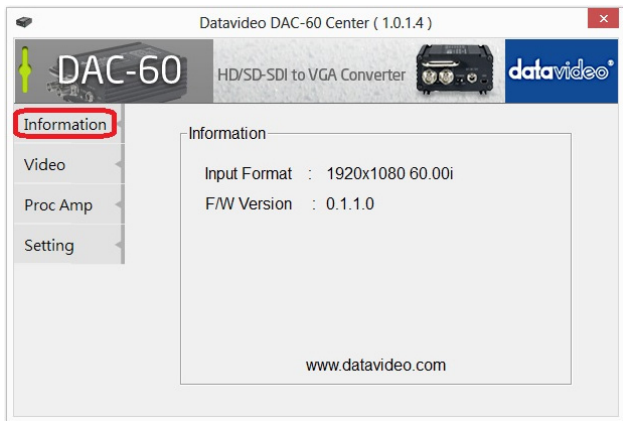 Datavideo DAC-60 Center ( 1.0.1.4 )
DAC-60 HD/SD-SDI to VGA Converter datavideo®
Information
Video
Proc Amp
Setting
Information
Input Format : 1920x1080 60.00i
F/W Version : 0.1.1.0
www.datavideo.com